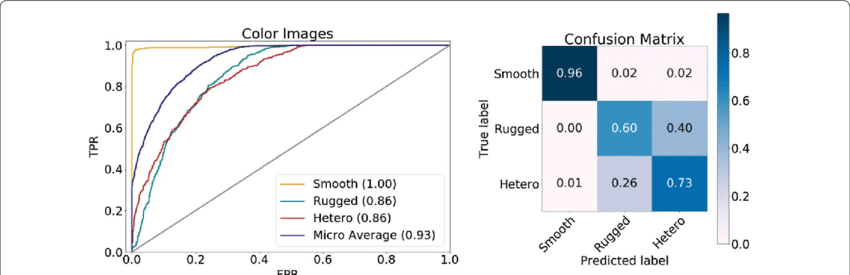 Color Images
1.0
0.8
0.6
0.4
0.2
0.0
TPR
0.0 0.2 0.4 0.6 0.8 1.0
FPR
Smooth (1.00)
Rugged (0.86)
Hetero (0.86)
Micro Average (0.93)
Confusion Matrix
True label
Smooth 0.96 0.02 0.02
Rugged 0.00 0.60 0.40
Hetero 0.01 0.26 0.73
Smooth Rugged Hetero
Predicted label
0.8
0.6
0.4
0.2
0.0